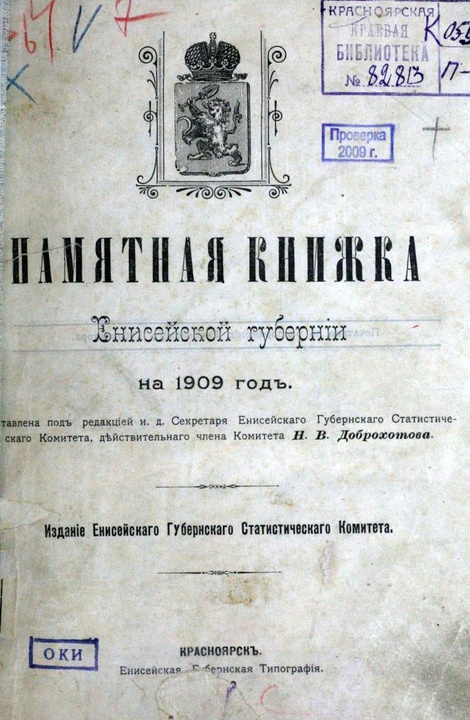 КРАСНОЯРСКАЯ
КРАЕВАЯ
БИБЛИОТЕКА
№ 82813
Проверка
2009 г.
ПАМЯТНАЯ КНИЖКА
Енисейской губерніи
на 1909 годъ.
тавлена подъ редакціей и. д. Секретаря Енисейскаго Губернскаго Статистиче-
скаго Комитета, дѣйствительнаго члена Комитета Н. В. Доброхотова.
Изданіе Енисейскаго Губернскаго Статистическаго Комитета.
КРАСНОЯРСКЪ.
Енисейская Губернская Типографія.
ОКИ